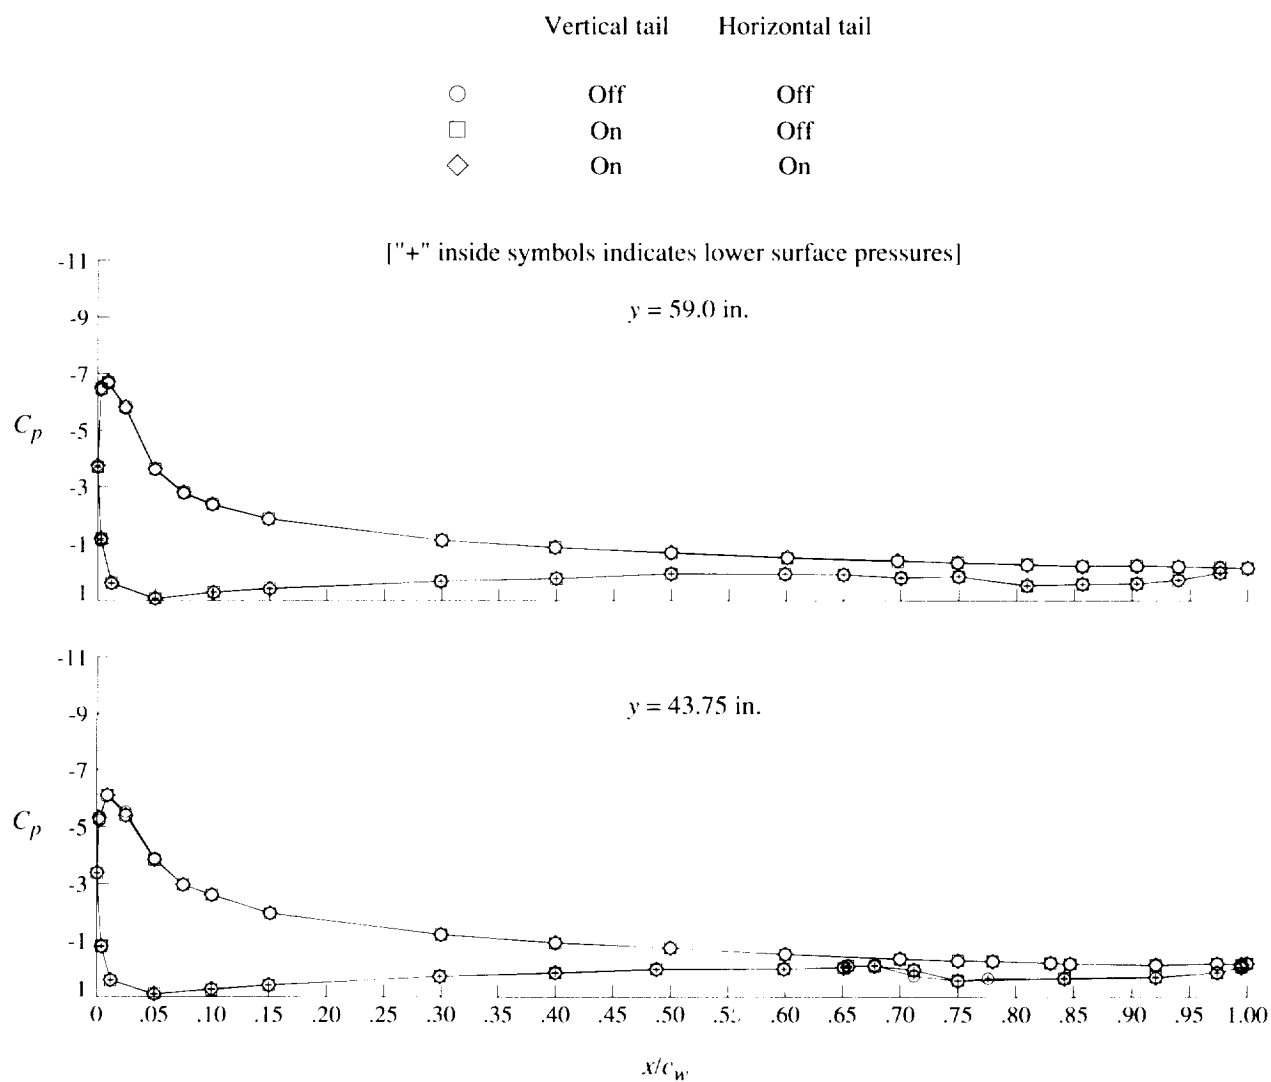 Vertical tail Horizontal tail
Off Off
On Off
On On
["+" inside symbols indicates lower surface pressures]
-11
y = 59.0 in.
-9
-7
Cp
-5
-3
-1
1
-11
y = 43.75 in.
-9
-7
Cp
-5
-3
-1
1
0 .05 .10 .15 .20 .25 .30 .35 .40 .45 .50 .55 .60 .65 .70 .75 .80 .85 .90 .95 1.00
x/cw